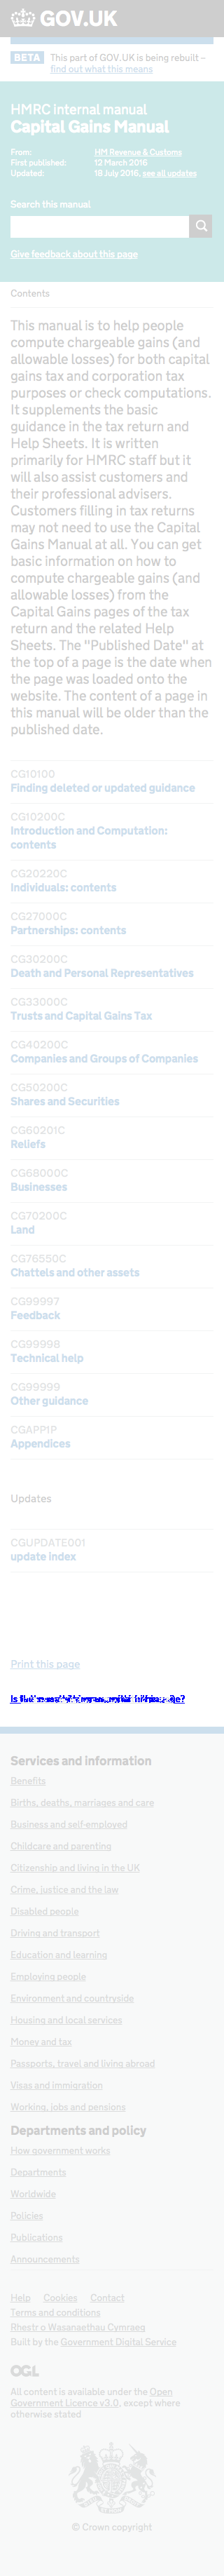 GOV.UK
BETA This part of GOV.UK is being rebuilt –
find out what this means
HMRC internal manual
Capital Gains Manual
From: HM Revenue & Customs
First published: 12 March 2016
Updated: 18 July 2016, see all updates
Search this manual
Give feedback about this page
Contents
This manual is to help people
compute chargeable gains (and
allowable losses) for both capital
gains tax and corporation tax
purposes or check computations.
It supplements the basic
guidance in the tax return and
Help Sheets. It is written
primarily for HMRC staff but it
will also assist customers and
their professional advisers.
Customers filling in tax returns
may not need to use the Capital
Gains Manual at all. You can get
basic information on how to
compute chargeable gains (and
allowable losses) from the
Capital Gains pages of the tax
return and the related Help
Sheets. The "Published Date" at
the top of a page is the date when
the page was loaded onto the
website. The content of a page in
this manual will be older than the
published date.
CG10100
Finding deleted or updated guidance
CG10200C
Introduction and Computation:
contents
CG20220C
Individuals: contents
CG27000C
Partnerships: contents
CG30200C
Death and Personal Representatives
CG33000C
Trusts and Capital Gains Tax
CG40200C
Companies and Groups of Companies
CG50200C
Shares and Securities
CG60201C
Reliefs
CG68000C
Businesses
CG70200C
Land
CG76550C
Chattels and other assets
CG99997
Feedback
CG99998
Technical help
CG99999
Other guidance
CGAPP1P
Appendices
Updates
CGUPDATE001
update index
Print this page
Is
Services and information
Benefits
Births, deaths, marriages and care
Business and self-employed
Childcare and parenting
Citizenship and living in the UK
Crime, justice and the law
Disabled people
Driving and transport
Education and learning
Employing people
Environment and countryside
Housing and local services
Money and tax
Passports, travel and living abroad
Visas and immigration
Working, jobs and pensions
Departments and policy
How government works
Departments
Worldwide
Policies
Publications
Announcements
Help Cookies Contact
Terms and conditions
Rhestr o Wasanaethau Cymraeg
Built by the Government Digital Service
OGL
All content is available under the Open
Government Licence v3.0, except where
otherwise stated
© Crown copyright